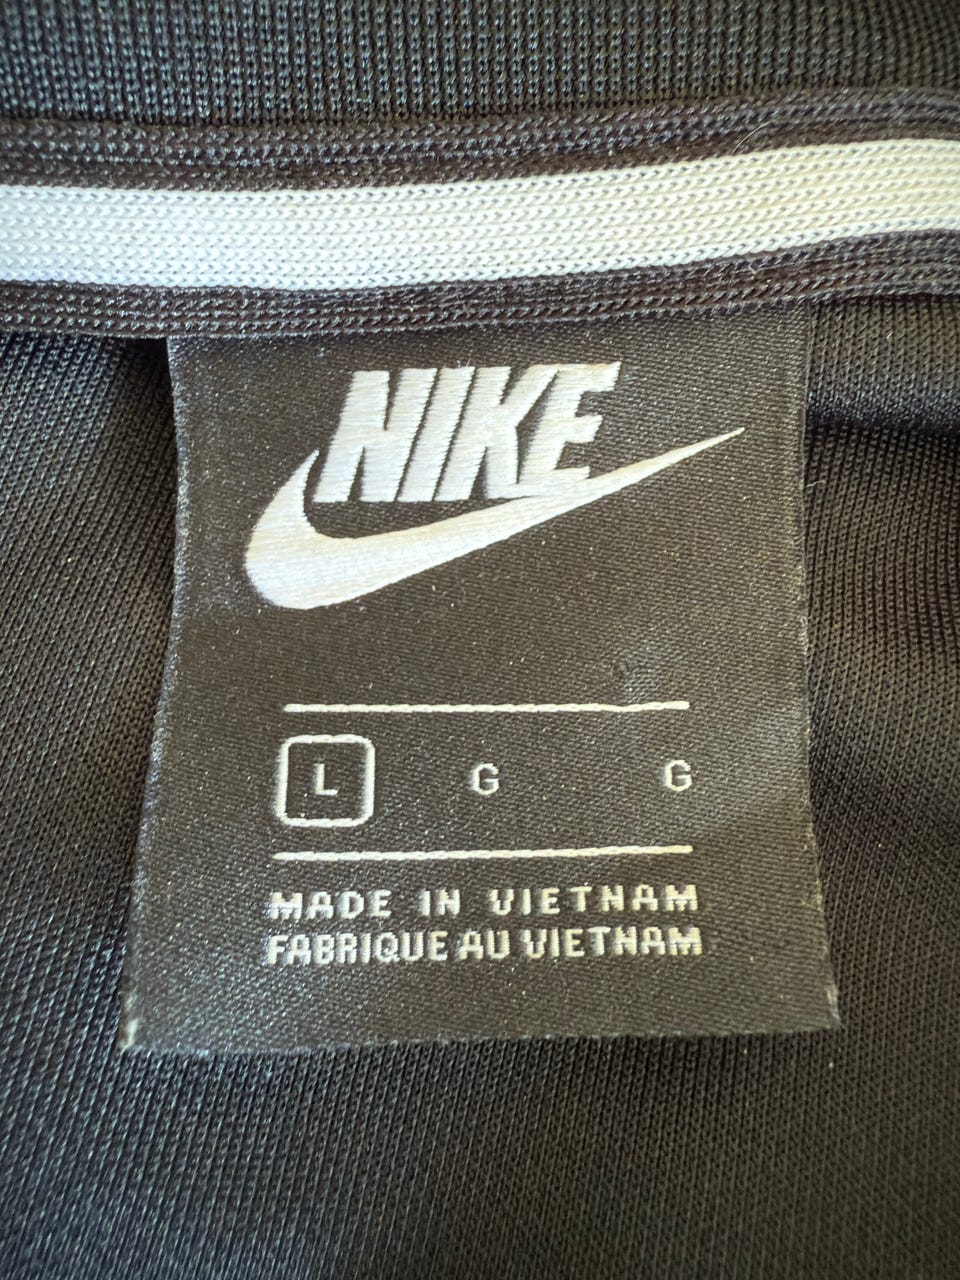 NIKE
L G G
MADE IN VIETNAM
FABRIQUE AU VIETNAM